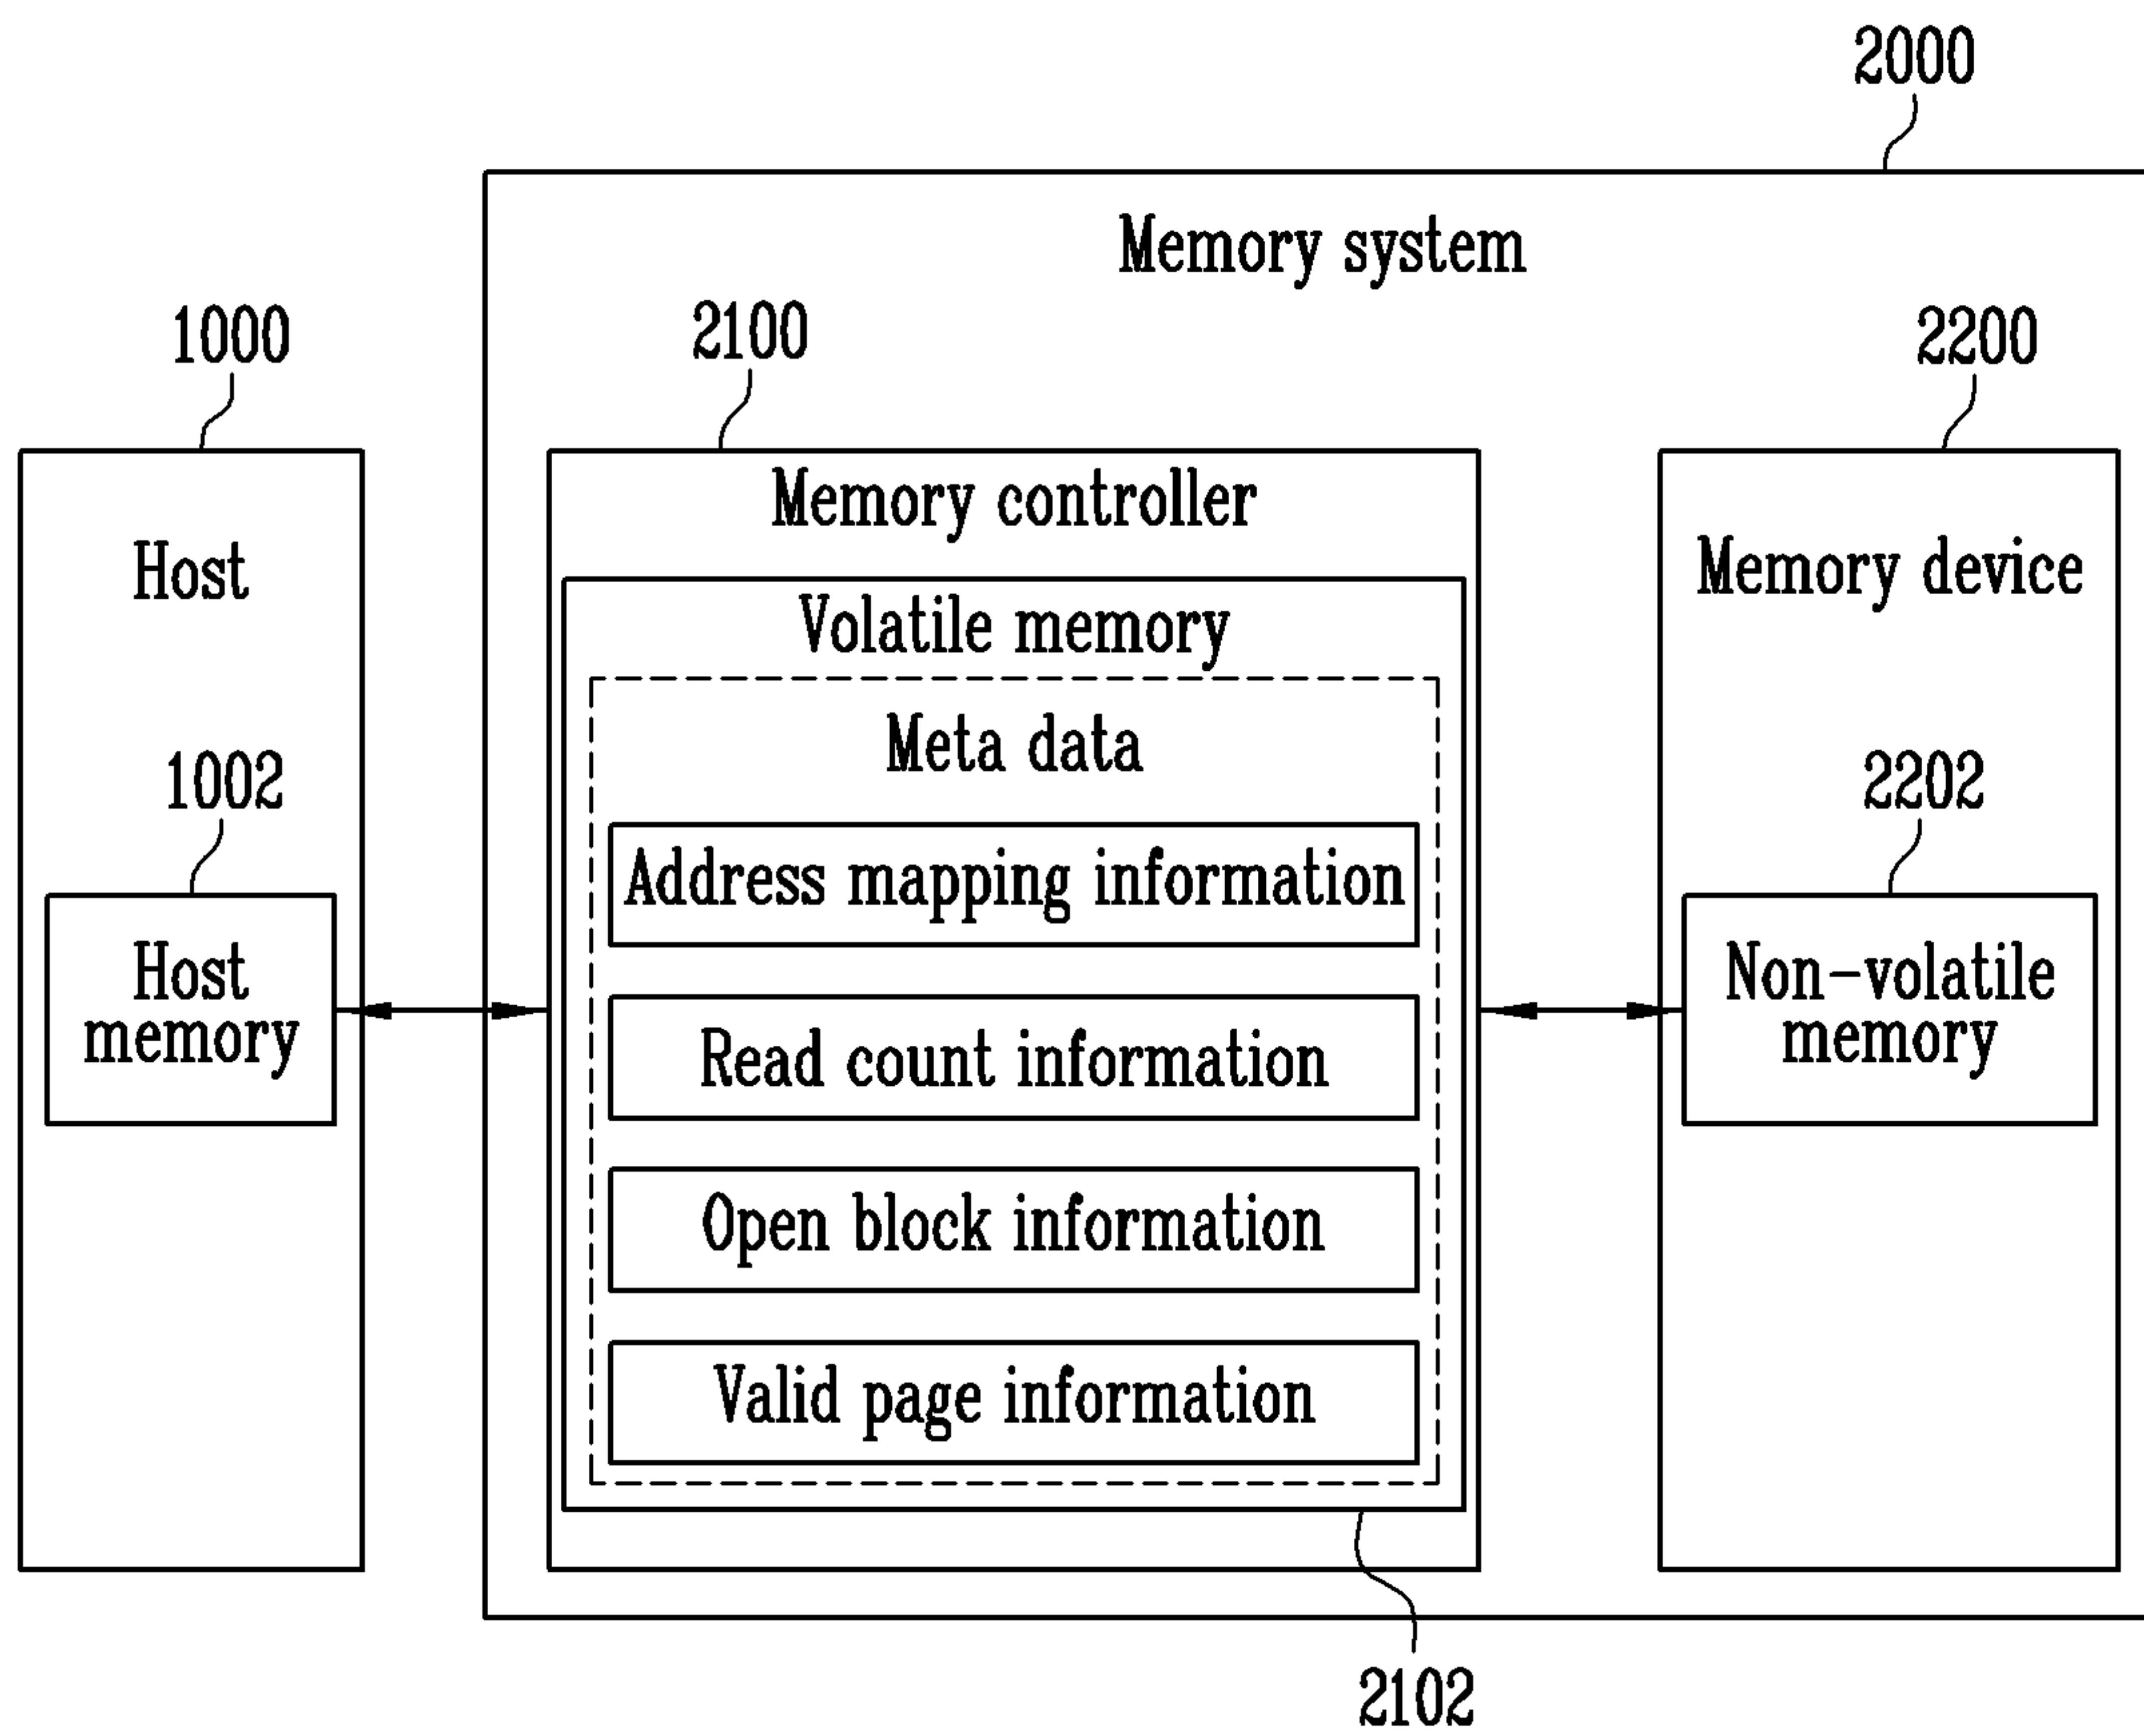 2000
Memory system
1000
2100
2200
Memory controller
Host
Memory device
Volatile memory
Meta data
1002
2202
Address mapping information
Host
memory
Non-volatile
memory
Read count information
Open block information
Valid page information
2102